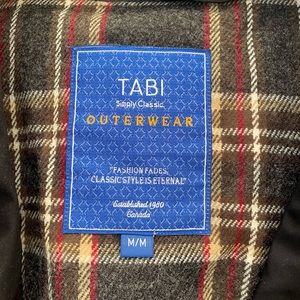 TABI
Simply Classic.
OUTERWEAR
"FASHION FADES,
CLASSIC STYLE IS ETERNAL"
Established 1980
Canada
M/M